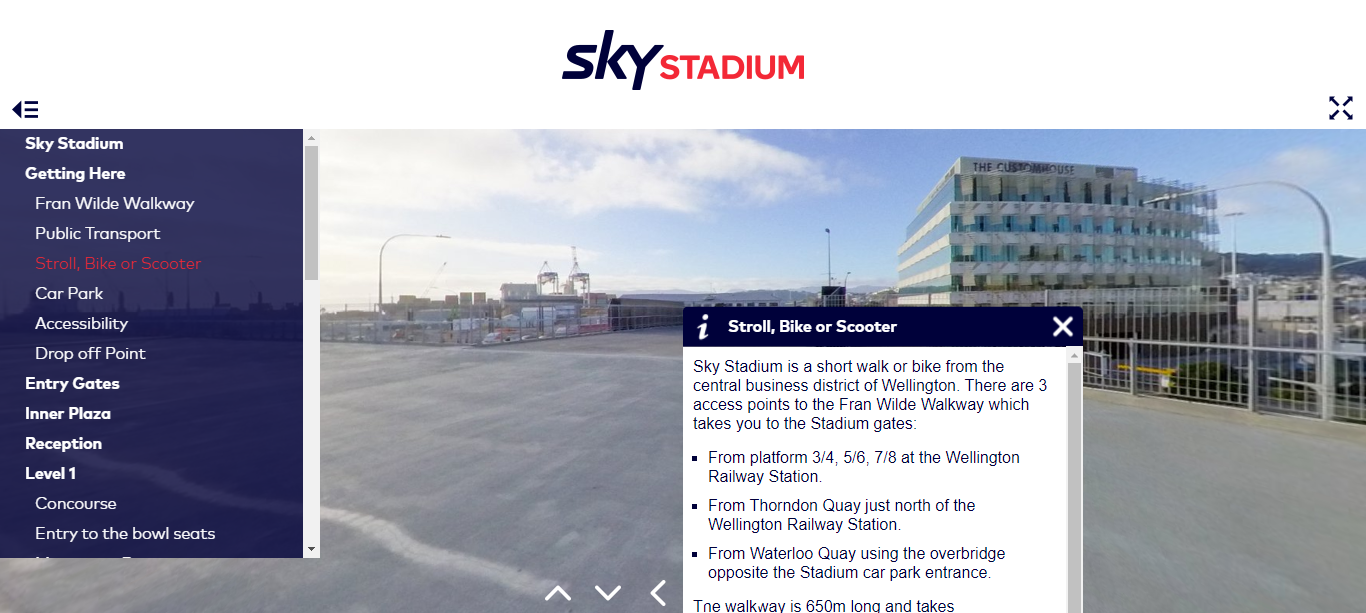 sky STADIUM
Sky Stadium
Getting Here
Fran Wilde Walkway
Public Transport
Stroll, Bike or Scooter
Car Park
Accessibility
Drop off Point
Entry Gates
Inner Plaza
Reception
Level 1
Concourse
Entry to the bowl seats
THE CUSTOMHOUSE
i Stroll, Bike or Scooter
Sky Stadium is a short walk or bike from the
central business district of Wellington. There are 3
access points to the Fran Wilde Walkway which
takes you to the Stadium gates:
From platform 3/4, 5/6, 7/8 at the Wellington
Railway Station.
From Thorndon Quay just north of the
Wellington Railway Station.
From Waterloo Quay using the overbridge
opposite the Stadium car park entrance.
The walkway is 650m long and takes